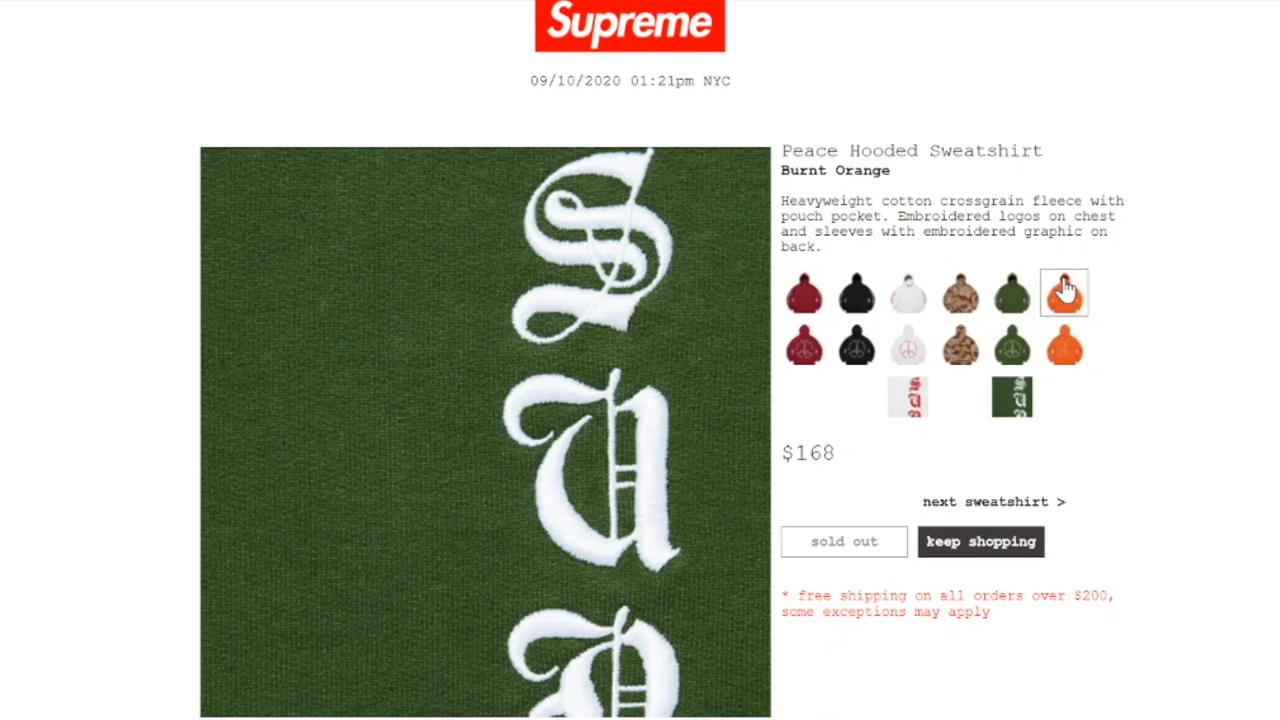 Supreme
09/10/2020 01:21pm NYC
Peace Hooded Sweatshirt
Burnt Orange
Heavyweight cotton crossgrain fleece with
pouch pocket. Embroidered logos on chest
and sleeves with embroidered graphic on
back.
$168
next sweatshirt >
sold out keep shopping
* free shipping on all orders over $200,
some exceptions may apply
S
U
P